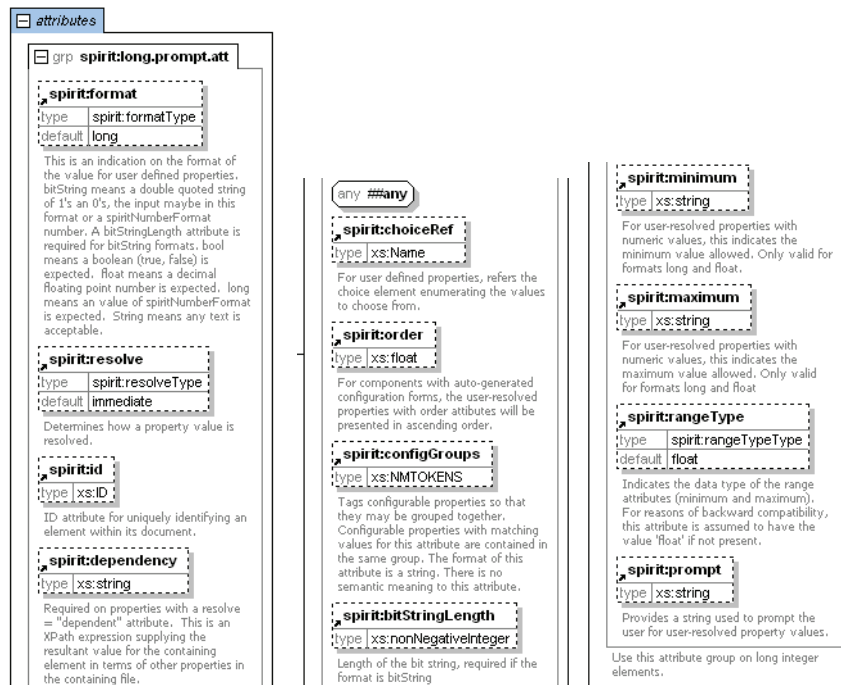 attributes
grp spirit:long.prompt.att
spirit:format
type spirit:formatType
default long
This is an indication on the format of
the value for user defined properties.
bitString means a double quoted string
of 1's an 0's, the input maybe in this
format or a spiritNumberFormat
number. A bitStringLength attribute is
required for bitString formats. bool
means a boolean (true, false) is
expected. float means a decimal
floating point number is expected. long
means an value of spiritNumberFormat
is expected. String means any text is
acceptable.
spirit:resolve
type spirit:resolveType
default immediate
Determines how a property value is
resolved.
spirit:id
type xs:ID
ID attribute for uniquely identifying an
element within its document.
spirit:dependency
type xs:string
Required on properties with a resolve
= "dependent" attribute. This is an
XPath expression supplying the
resultant value for the containing
element in terms of other properties in
the containing file.
any ##any
spirit:choiceRef
type xs:Name
For user defined properties, refers the
choice element enumerating the values
to choose from.
spirit:order
type xs:float
For components with auto-generated
configuration forms, the user-resolved
properties with order attibutes will be
presented in ascending order.
spirit:configGroups
type xs:NMTOKENS
Tags configurable properties so that
they may be grouped together.
Configurable properties with matching
values for this attribute are contained in
the same group. The format of this
attribute is a string. There is no
semantic meaning to this attribute.
spirit:bitStringLength
type xs:nonNegativeInteger
Length of the bit string, required if the
format is bitString
spirit:minimum
type xs:string
For user-resolved properties with
numeric values, this indicates the
minimum value allowed. Only valid for
formats long and float.
spirit:maximum
type xs:string
For user-resolved properties with
numeric values, this indicates the
maximum value allowed. Only valid
for formats long and float
spirit:rangeType
type spirit:rangeTypeType
default float
Indicates the data type of the range
attributes (minimum and maximum).
For reasons of backward compatibility,
this attribute is assumed to have the
value 'float' if not present.
spirit:prompt
type xs:string
Provides a string used to prompt the
user for user-resolved property values.
Use this attribute group on long integer
elements.